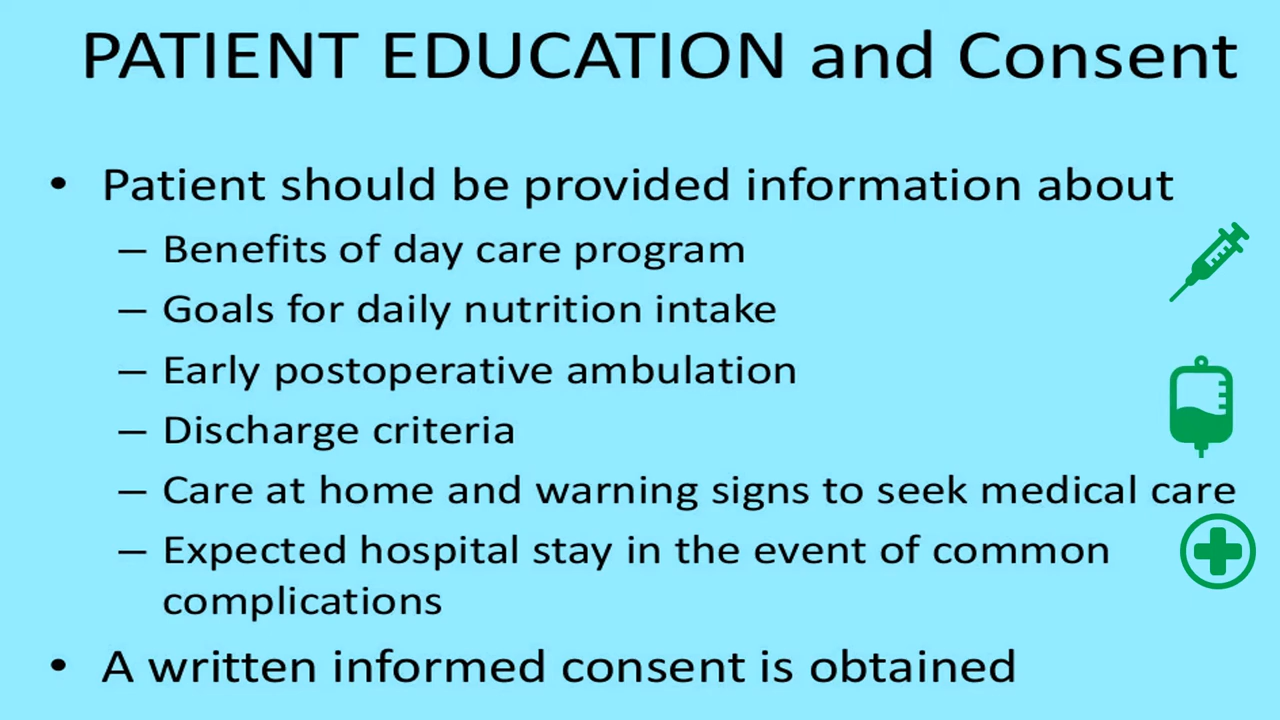 PATIENT EDUCATION and Consent
• Patient should be provided information about
– Benefits of day care program
– Goals for daily nutrition intake
– Early postoperative ambulation
– Discharge criteria
– Care at home and warning signs to seek medical care
– Expected hospital stay in the event of common
complications
• A written informed consent is obtained